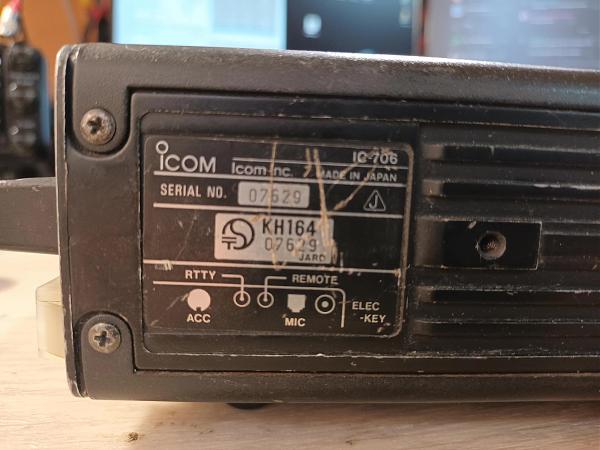 ICOM Icom Inc. IC-706
MADE IN JAPAN
SERIAL NO. 07629
KH164
07629
JARD
RTTY REMOTE
ACC MIC ELEC
-KEY